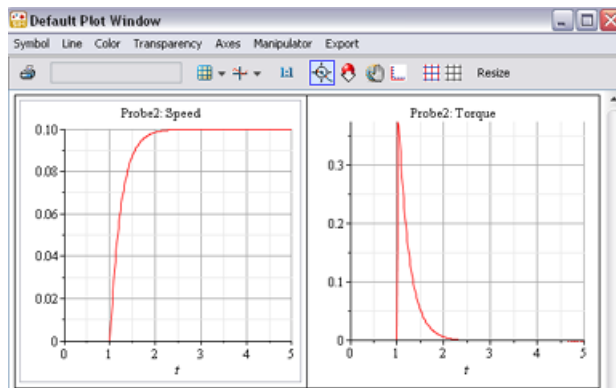 Default Plot Window
Symbol Line Color Transparency Axes Manipulator Export
1:1 Resize
Probe2: Speed
0.10
0.08
0.06
0.04
0.02
0
0 1 2 3 4 5
t
Probe2: Torque
0.3
0.2
0.1
0
0 1 2 3 4 5
t